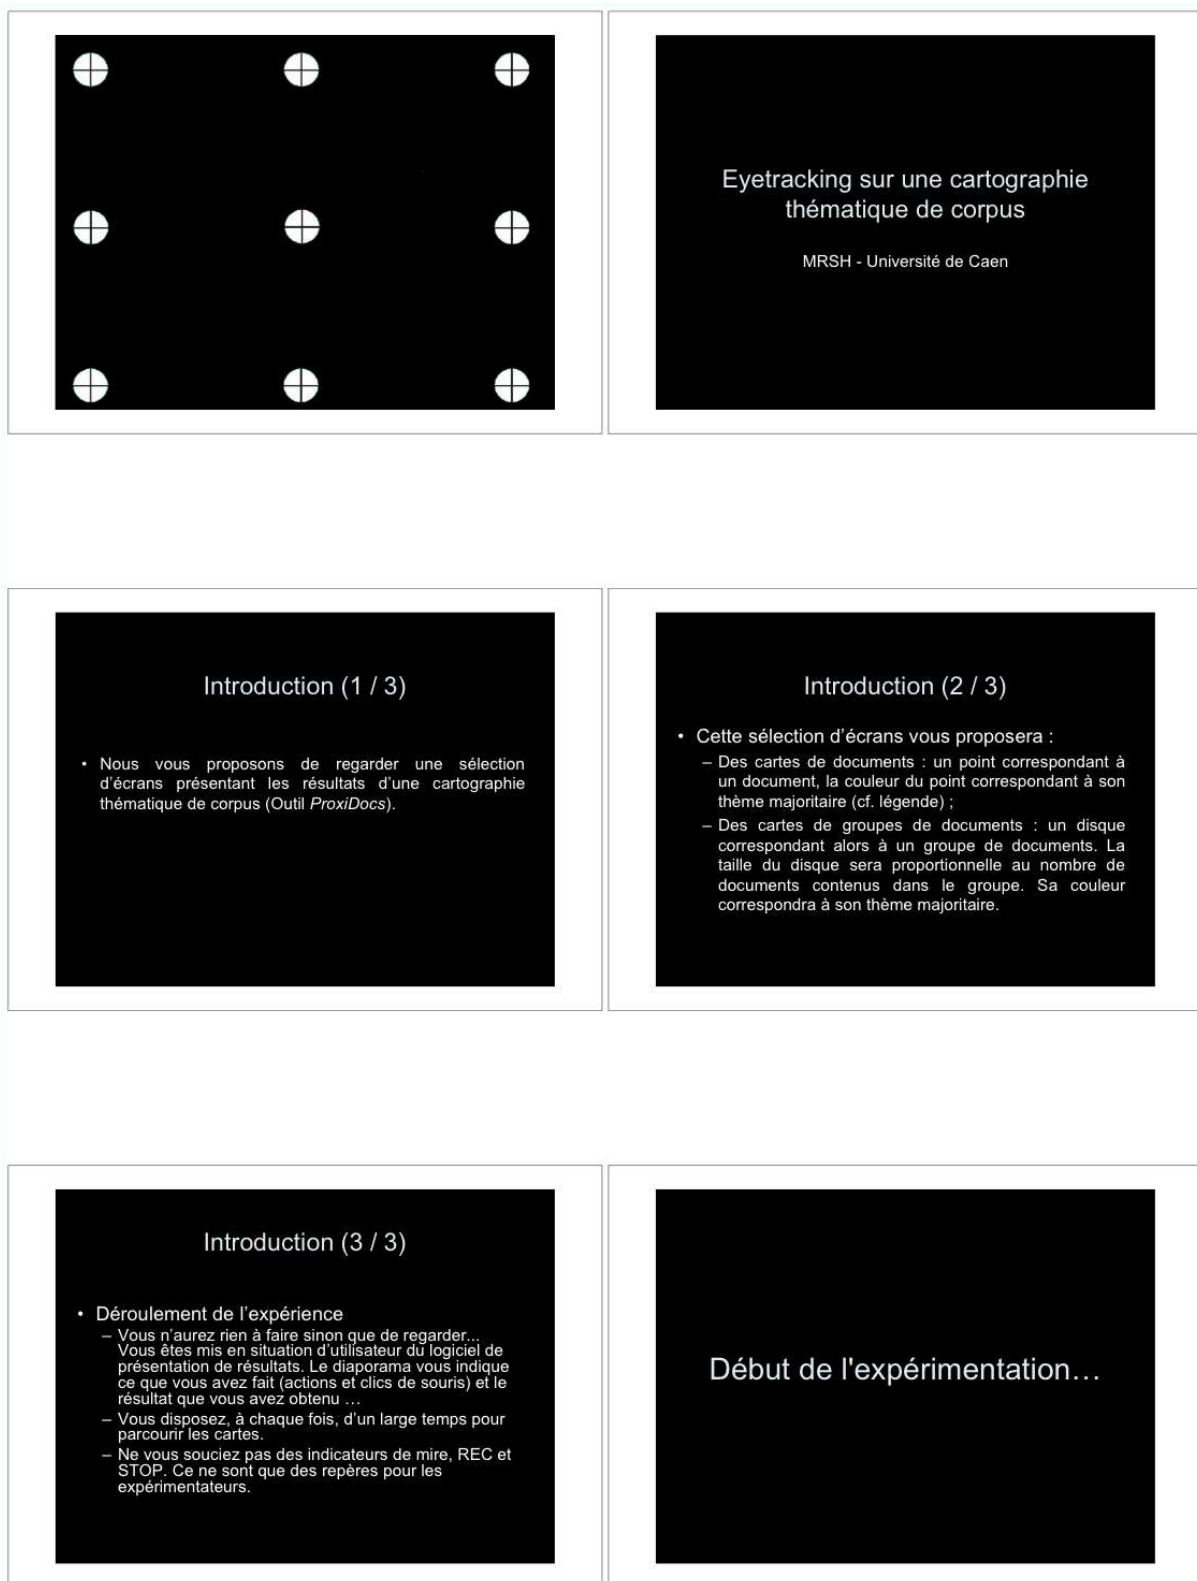 Eyetracking sur une cartographie
thématique de corpus
MRSH - Université de Caen
Introduction (1 / 3)
• Nous vous proposons de regarder une sélection
d’écrans présentant les résultats d’une cartographie
thématique de corpus (Outil ProxiDocs).
Introduction (2 / 3)
• Cette sélection d’écrans vous proposera :
– Des cartes de documents : un point correspondant à
un document, la couleur du point correspondant à son
thème majoritaire (cf. légende) ;
– Des cartes de groupes de documents : un disque
correspondant alors à un groupe de documents. La
taille du disque sera proportionnelle au nombre de
documents contenus dans le groupe. Sa couleur
correspondra à son thème majoritaire.
Introduction (3 / 3)
• Déroulement de l’expérience
– Vous n’aurez rien à faire sinon que de regarder...
Vous êtes mis en situation d’utilisateur du logiciel de
présentation de résultats. Le diaporama vous indique
ce que vous avez fait (actions et clics de souris) et le
résultat que vous avez obtenu …
– Vous disposez, à chaque fois, d’un large temps pour
parcourir les cartes.
– Ne vous souciez pas des indicateurs de mire, REC et
STOP. Ce ne sont que des repères pour les
expérimentateurs.
Début de l'expérimentation…